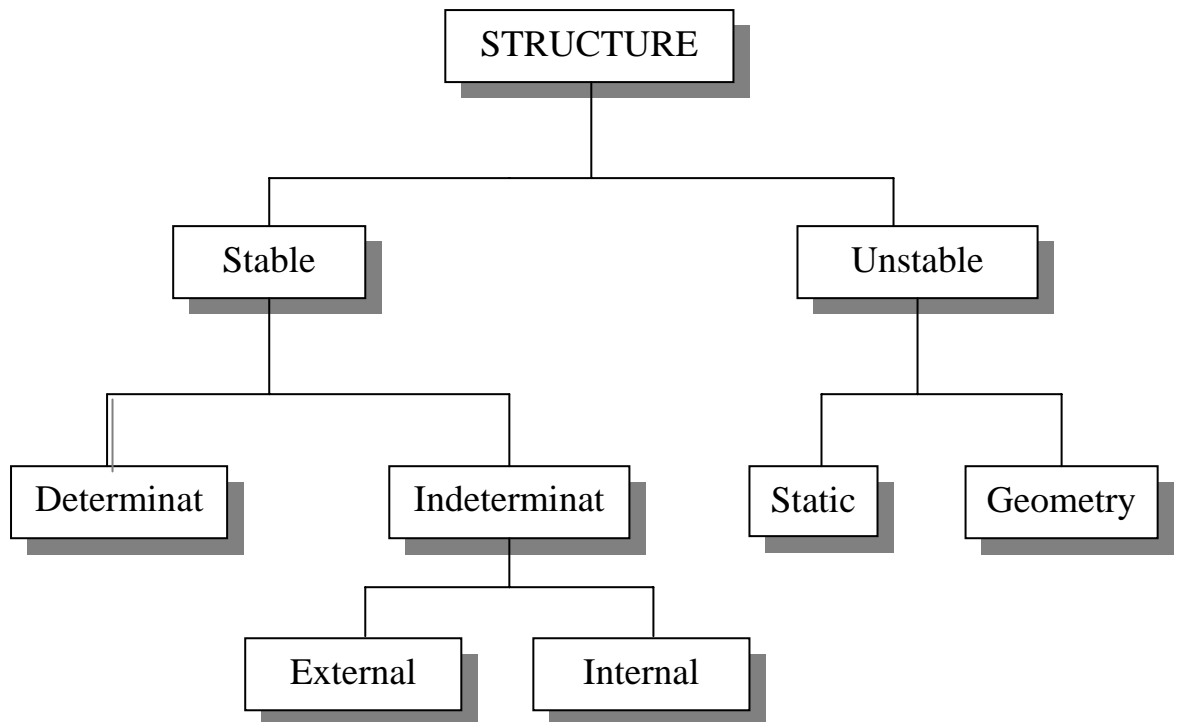 STRUCTURE
Stable
Unstable
Determinat
Indeterminat
Static
Geometry
External
Internal